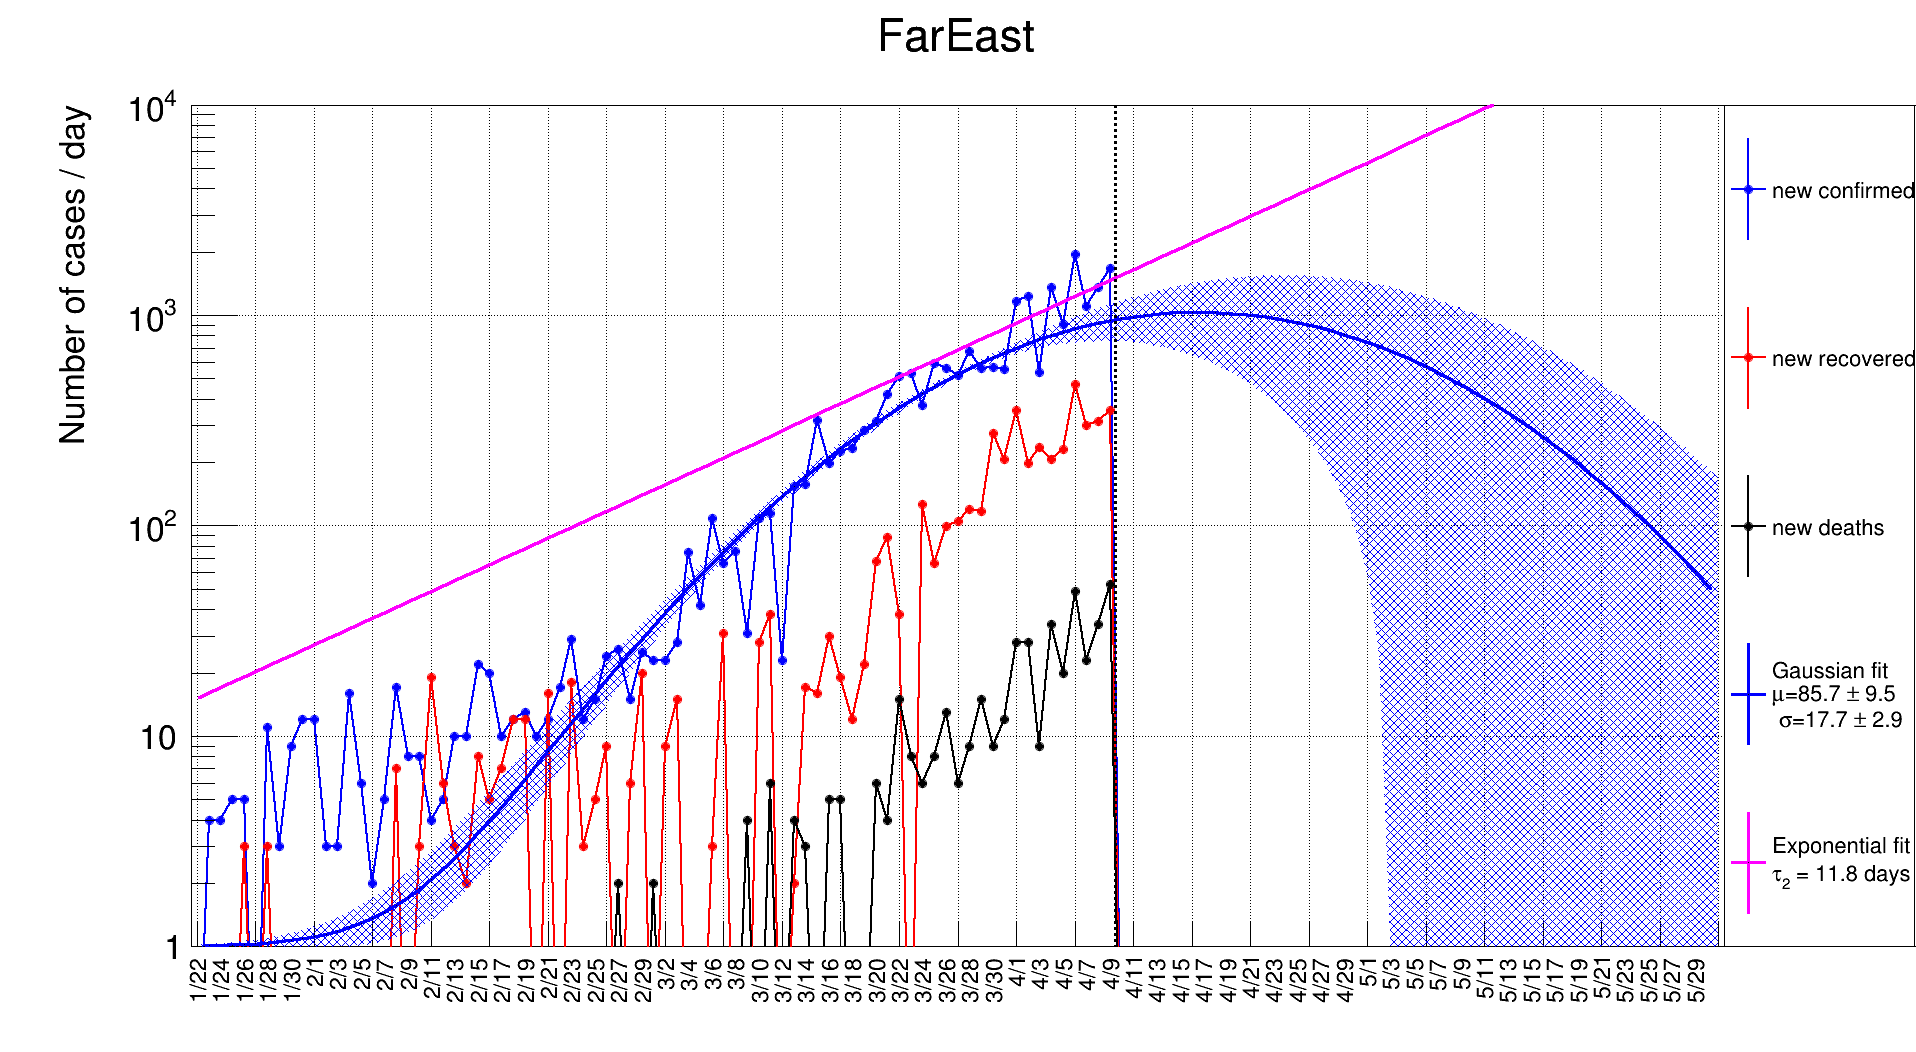 FarEast
Number of cases / day
10⁴
10³
10²
10
1
1/22 1/24 1/26 1/28 1/30 2/1 2/3 2/5 2/7 2/9 2/11 2/13 2/15 2/17 2/19 2/21 2/23 2/25 2/27 2/29 3/2 3/4 3/6 3/8 3/10 3/12 3/14 3/16 3/18 3/20 3/22 3/24 3/26 3/28 3/30 4/1 4/3 4/5 4/7 4/9 4/11 4/13 4/15 4/17 4/19 4/21 4/23 4/25 4/27 4/29 5/1 5/3 5/5 5/7 5/9 5/11 5/13 5/15 5/17 5/19 5/21 5/23 5/25 5/27 5/29
new confirmed
new recovered
new deaths
Gaussian fit
μ=85.7 ± 9.5
σ=17.7 ± 2.9
Exponential fit
τ₂ = 11.8 days